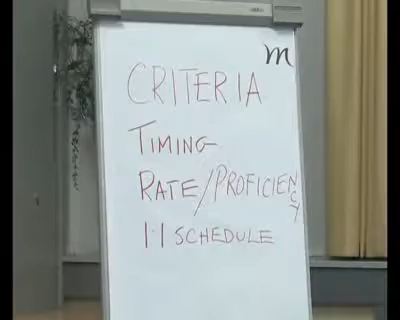 m
CRITERIA
TIMING
RATE/PROFICIENCY
1:1 SCHEDULE